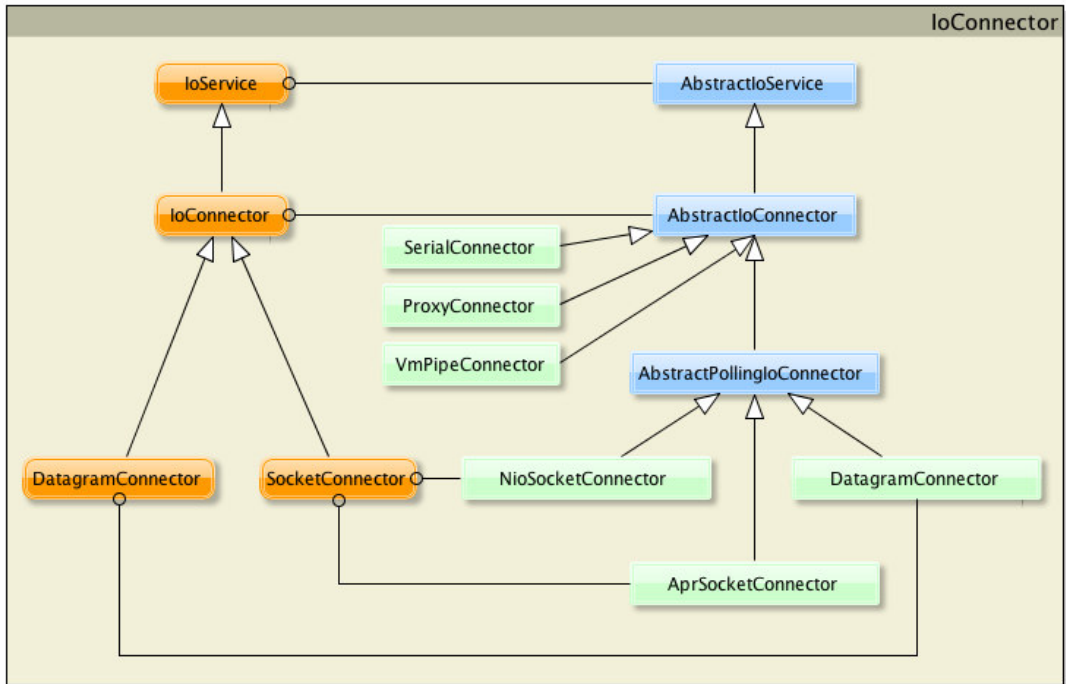 IoConnector
IoService
AbstractIoService
IoConnector
AbstractIoConnector
SerialConnector
ProxyConnector
VmPipeConnector
AbstractPollingIoConnector
DatagramConnector
SocketConnector
NioSocketConnector
DatagramConnector
AprSocketConnector